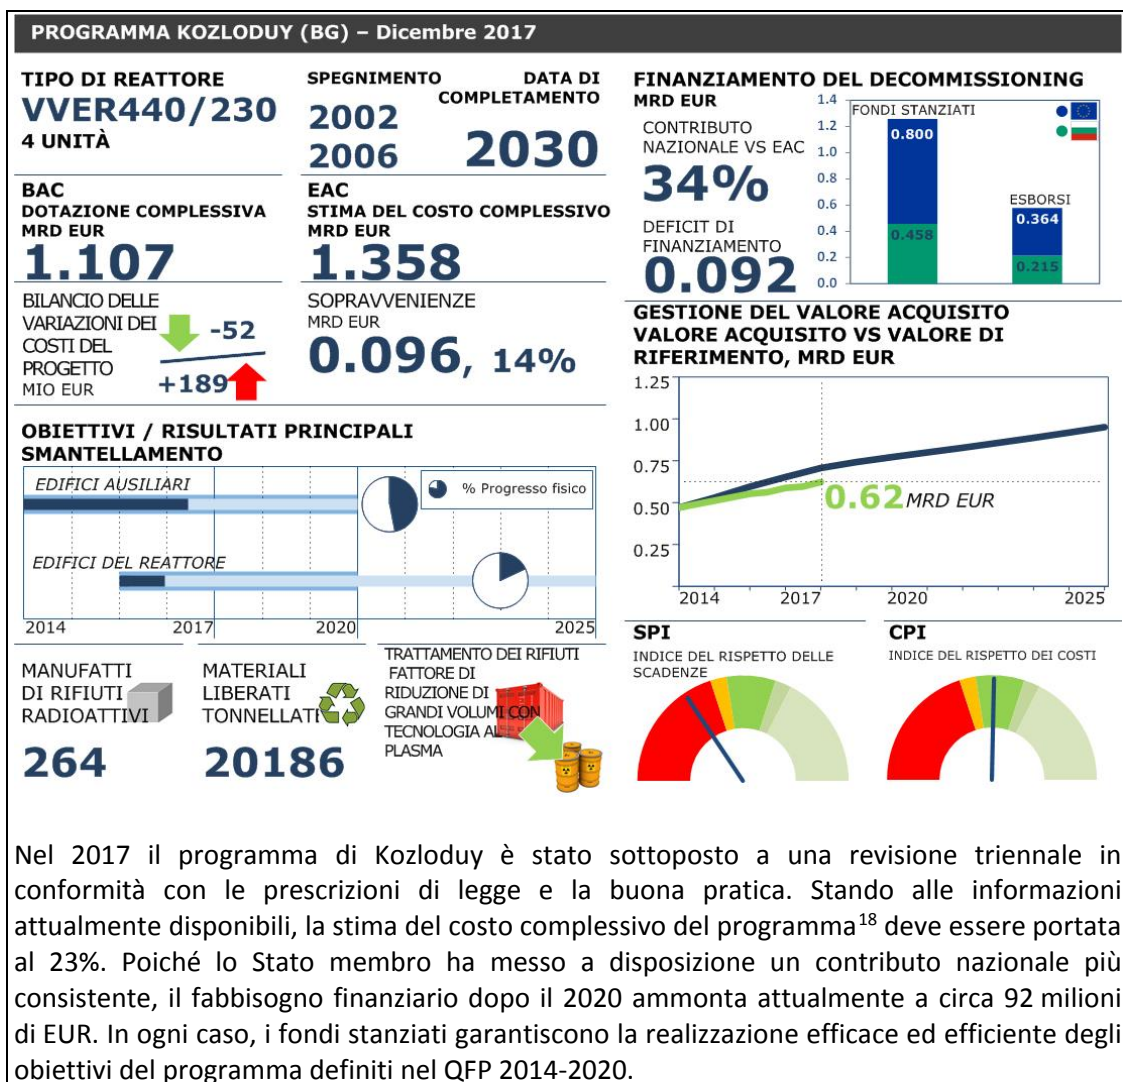 PROGRAMMA KOZLODUY (BG) – Dicembre 2017
TIPO DI REATTORE
VVER440/230
4 UNITÀ
SPEGNIMENTO
2002
2006
DATA DI
COMPLETAMENTO
2030
BAC
DOTAZIONE COMPLESSIVA
MRD EUR
1.107
EAC
STIMA DEL COSTO COMPLESSIVO
MRD EUR
1.358
BILANCIO DELLE
VARIAZIONI DEI
COSTI DEL
PROGETTO
MIO EUR
-52
+189
SOPRAVVENIENZE
MRD EUR
0.096, 14%
FINANZIAMENTO DEL DECOMMISSIONING
MRD EUR
CONTRIBUTO
NAZIONALE VS EAC
34%
DEFICIT DI
FINANZIAMENTO
0.092
1.4
1.2
1.0
0.8
0.6
0.4
0.2
0.0
FONDI STANZIATI
0.800
0.458
ESBORSI
0.364
0.215
GESTIONE DEL VALORE ACQUISITO
VALORE ACQUISITO VS VALORE DI
RIFERIMENTO, MRD EUR
1.25
1.00
0.75
0.50
0.25
0.62 MRD EUR
2014 2017 2020 2025
OBIETTIVI / RISULTATI PRINCIPALI
SMANTELLAMENTO
EDIFICI AUSILIARI
% Progresso fisico
EDIFICI DEL REATTORE
2014 2017 2020 2025
MANUFATTI
DI RIFIUTI
RADIOATTIVI
264
MATERIALI
LIBERATI
TONNELLATE
20186
TRATTAMENTO DEI RIFIUTI
FATTORE DI
RIDUZIONE DI
GRANDI VOLUMI CON
TECNOLOGIA AL
PLASMA
SPI
INDICE DEL RISPETTO DELLE
SCADENZE
CPI
INDICE DEL RISPETTO DEI COSTI
Nel 2017 il programma di Kozloduy è stato sottoposto a una revisione triennale in
conformità con le prescrizioni di legge e la buona pratica. Stando alle informazioni
attualmente disponibili, la stima del costo complessivo del programma18 deve essere portata
al 23%. Poiché lo Stato membro ha messo a disposizione un contributo nazionale più
consistente, il fabbisogno finanziario dopo il 2020 ammonta attualmente a circa 92 milioni
di EUR. In ogni caso, i fondi stanziati garantiscono la realizzazione efficace ed efficiente degli
obiettivi del programma definiti nel QFP 2014-2020.